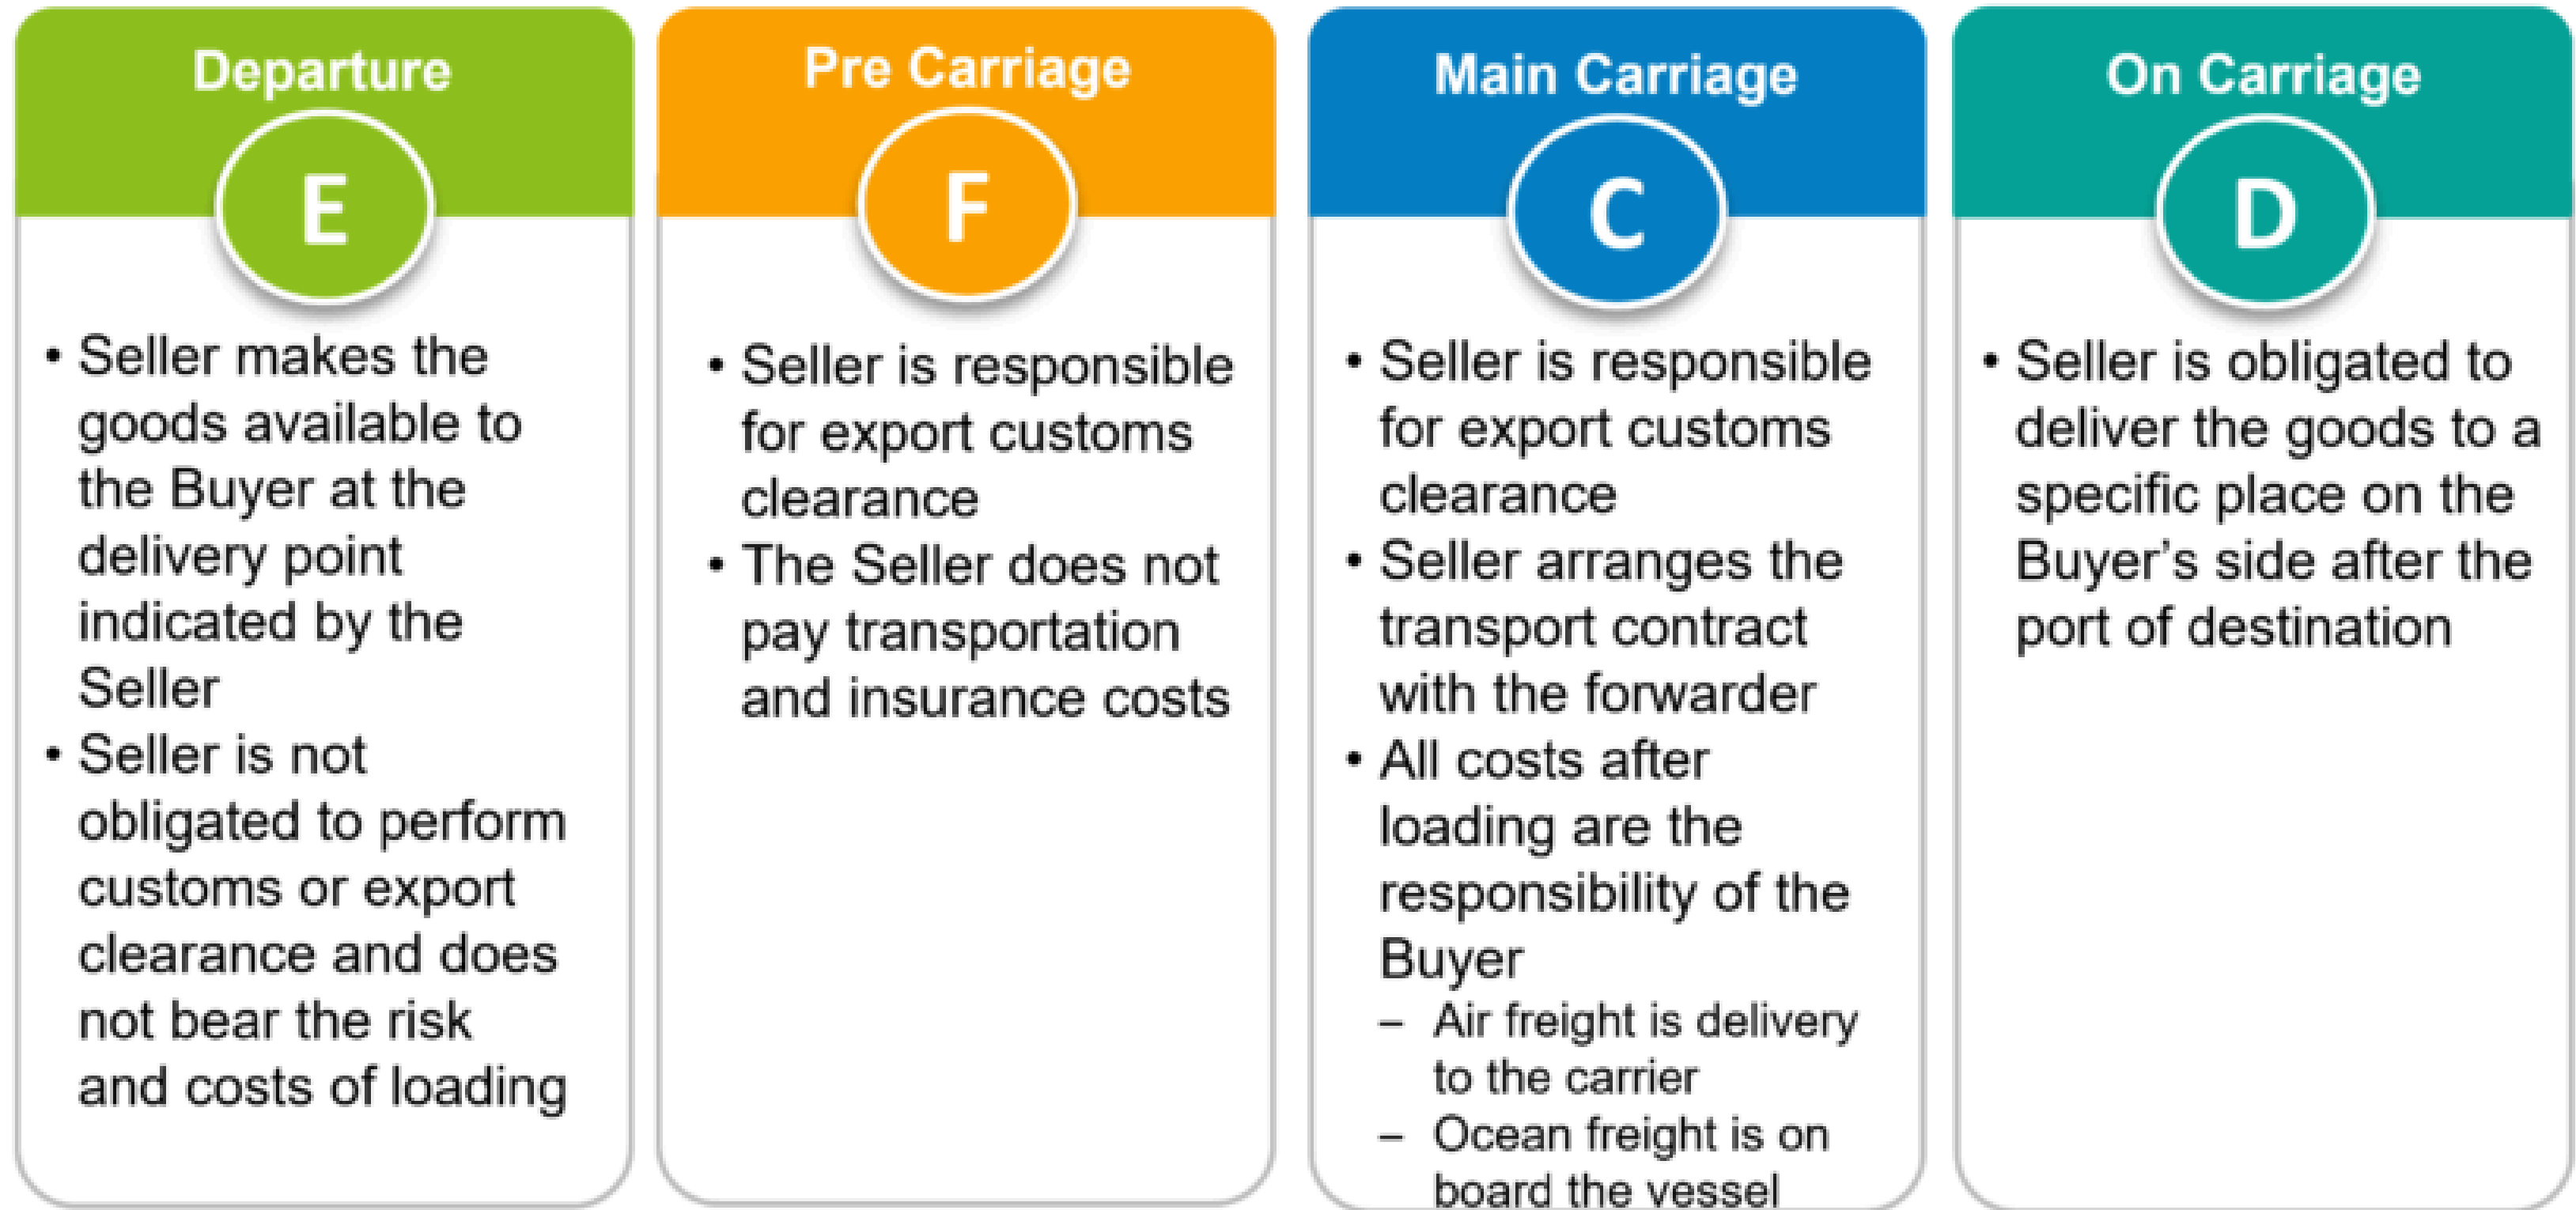 Departure
E
• Seller makes the
goods available to
the Buyer at the
delivery point
indicated by the
Seller
• Seller is not
obligated to perform
customs or export
clearance and does
not bear the risk
and costs of loading
Pre Carriage
F
• Seller is responsible
for export customs
clearance
• The Seller does not
pay transportation
and insurance costs
Main Carriage
C
• Seller is responsible
for export customs
clearance
• Seller arranges the
transport contract
with the forwarder
• All costs after
loading are the
responsibility of the
Buyer
– Air freight is delivery
to the carrier
– Ocean freight is on
board the vessel
On Carriage
D
• Seller is obligated to
deliver the goods to a
specific place on the
Buyer’s side after the
port of destination